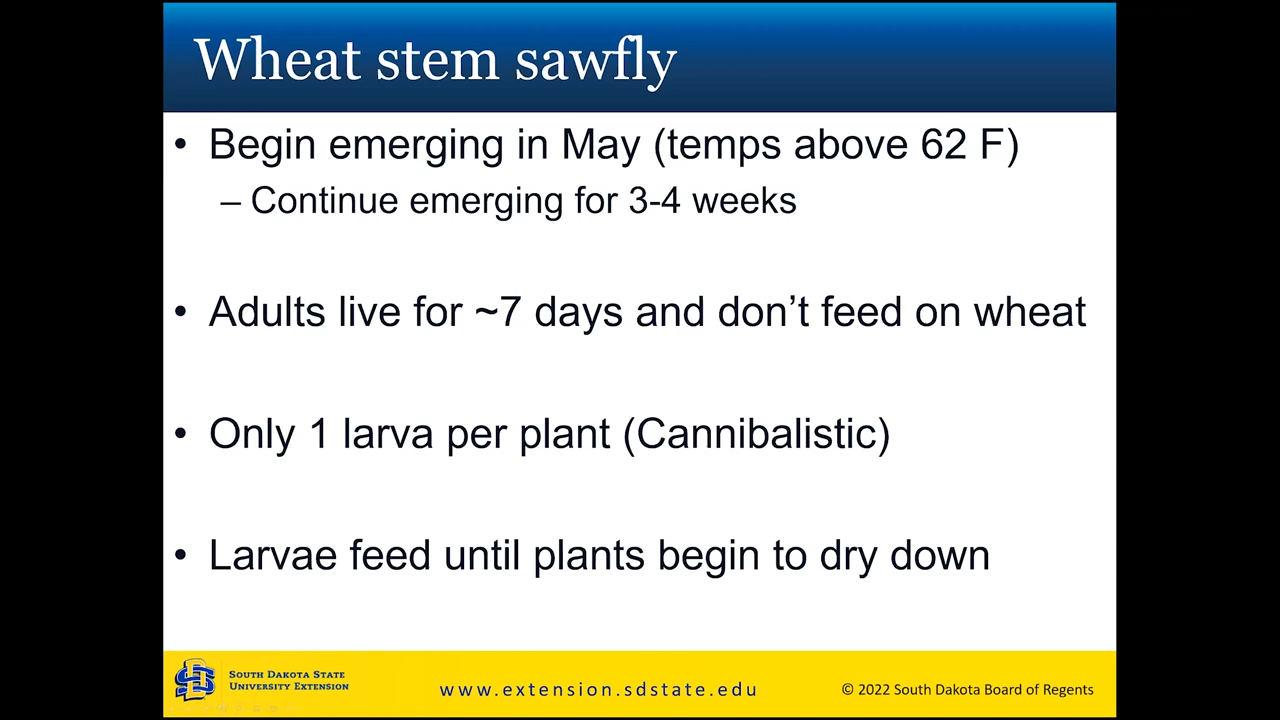 Wheat stem sawfly
• Begin emerging in May (temps above 62 F)
– Continue emerging for 3-4 weeks
• Adults live for ~7 days and don’t feed on wheat
• Only 1 larva per plant (Cannibalistic)
• Larvae feed until plants begin to dry down
SOUTH DAKOTA STATE
UNIVERSITY EXTENSION
www.extension.sdstate.edu
© 2022 South Dakota Board of Regents